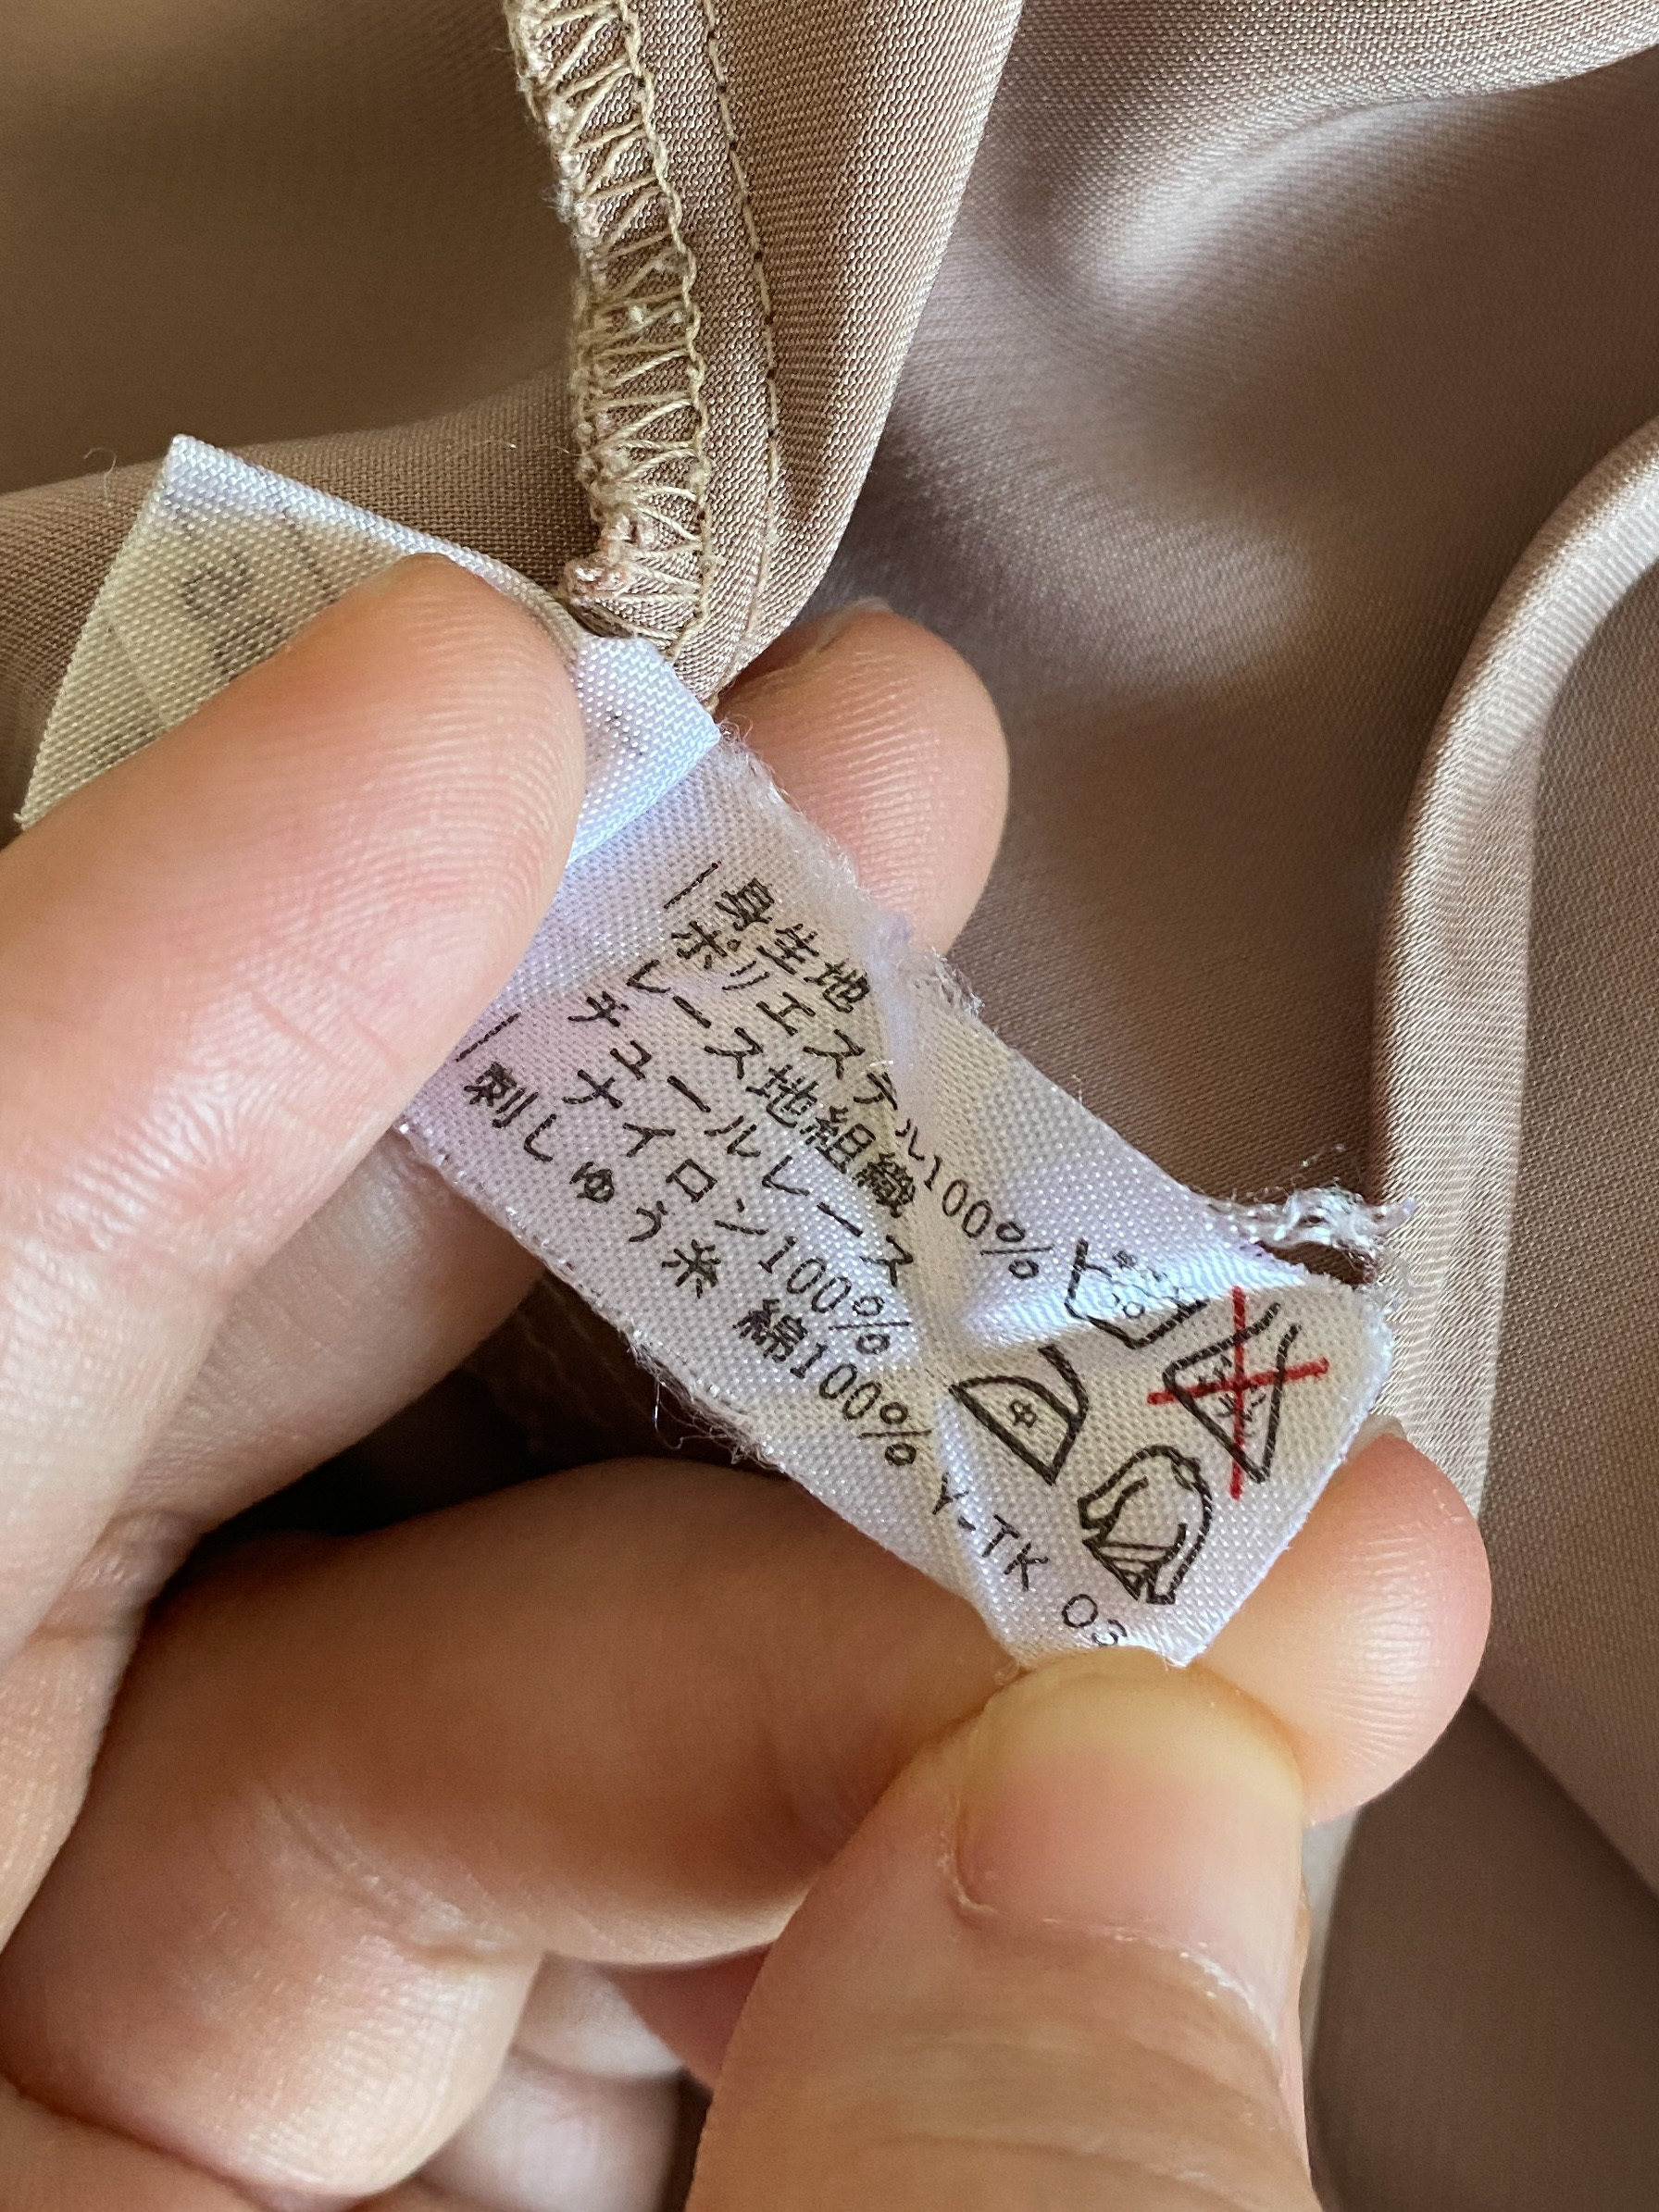 身生地
ポリエステル100%
レース地組織
チュールレース
ナイロン100%
刺しゅう糸 綿100%
中
Y-TK 03